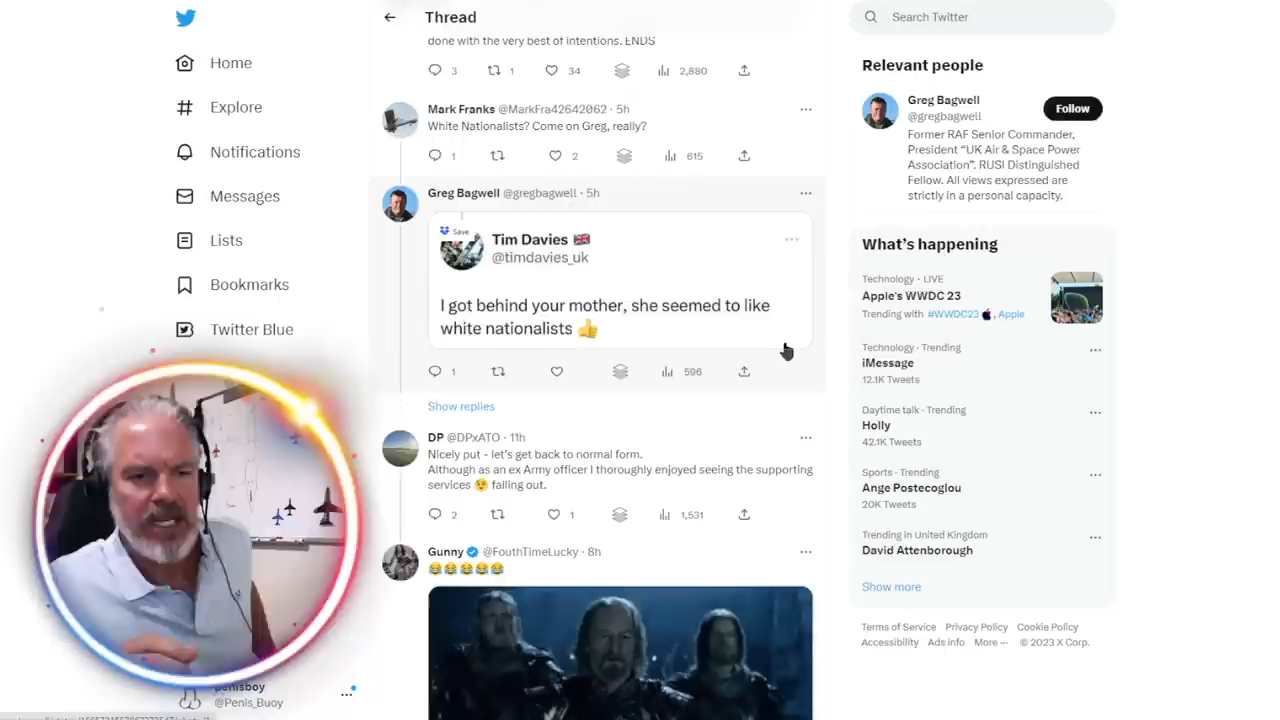 Home
Explore
Notifications
Messages
Lists
Bookmarks
Twitter Blue
penisboy
@Penis_Buoy
Thread
done with the very best of intentions. ENDS
3 1 34 2,880
Mark Franks @MarkFra42642062 · 5h
White Nationalists? Come on Greg, really?
1 2 615
Greg Bagwell @gregbagwell · 5h
Save
Tim Davies 🇬🇧
@timdavies_uk
I got behind your mother, she seemed to like
white nationalists 👍
1 596
Show replies
DP @DPxATO · 11h
Nicely put - let's get back to normal form.
Although as an ex Army officer I thoroughly enjoyed seeing the supporting
services 😉 falling out.
2 1 1,531
Gunny @FouthTimeLucky · 8h
😂😂😂😂😂
Search Twitter
Relevant people
Greg Bagwell
@gregbagwell
Follow
Former RAF Senior Commander,
President “UK Air & Space Power
Association”. RUSI Distinguished
Fellow. All views expressed are
strictly in a personal capacity.
What's happening
Technology · LIVE
Apple's WWDC 23
Trending with #WWDC23 , Apple
Technology · Trending
iMessage
12.1K Tweets
Daytime talk · Trending
Holly
42.1K Tweets
Sports · Trending
Ange Postecoglou
20K Tweets
Trending in United Kingdom
David Attenborough
Show more
Terms of Service Privacy Policy Cookie Policy
Accessibility Ads info More ··· © 2023 X Corp.